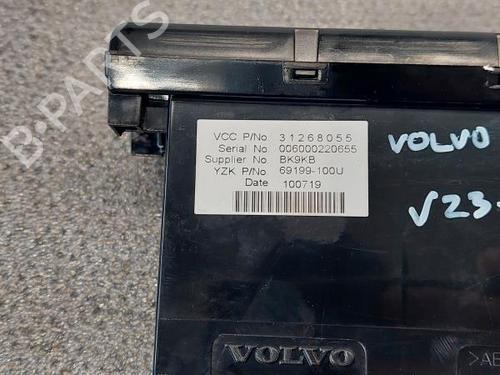 B-PARTS
VCC P/No. 31268055
Serial No. 006000220655
Supplier No BK9KB
YZK P/No 69199-100U
Date 100719
VOLVO
V23-
VOLVO
>AB